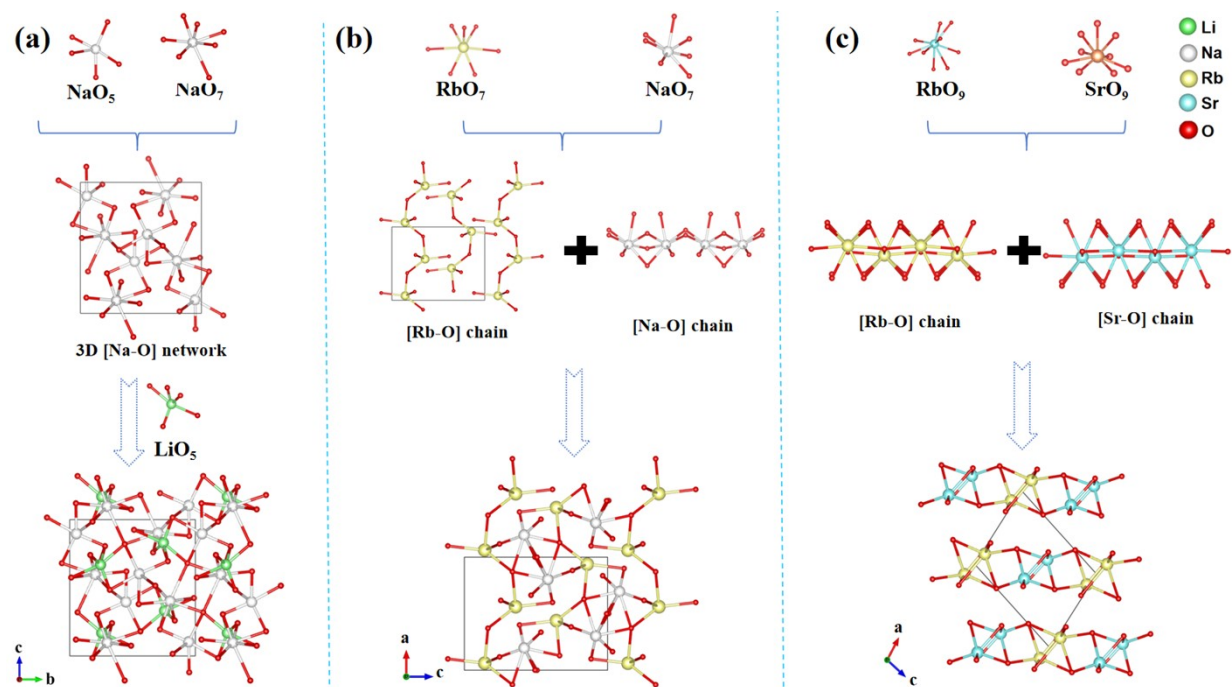 (a)
NaO5
NaO7
3D [Na-O] network
LiO5
c
b
(b)
RbO7
NaO7
[Rb-O] chain
[Na-O] chain
a
c
(c)
RbO9
SrO9
[Rb-O] chain
[Sr-O] chain
a
c
Li
Na
Rb
Sr
O